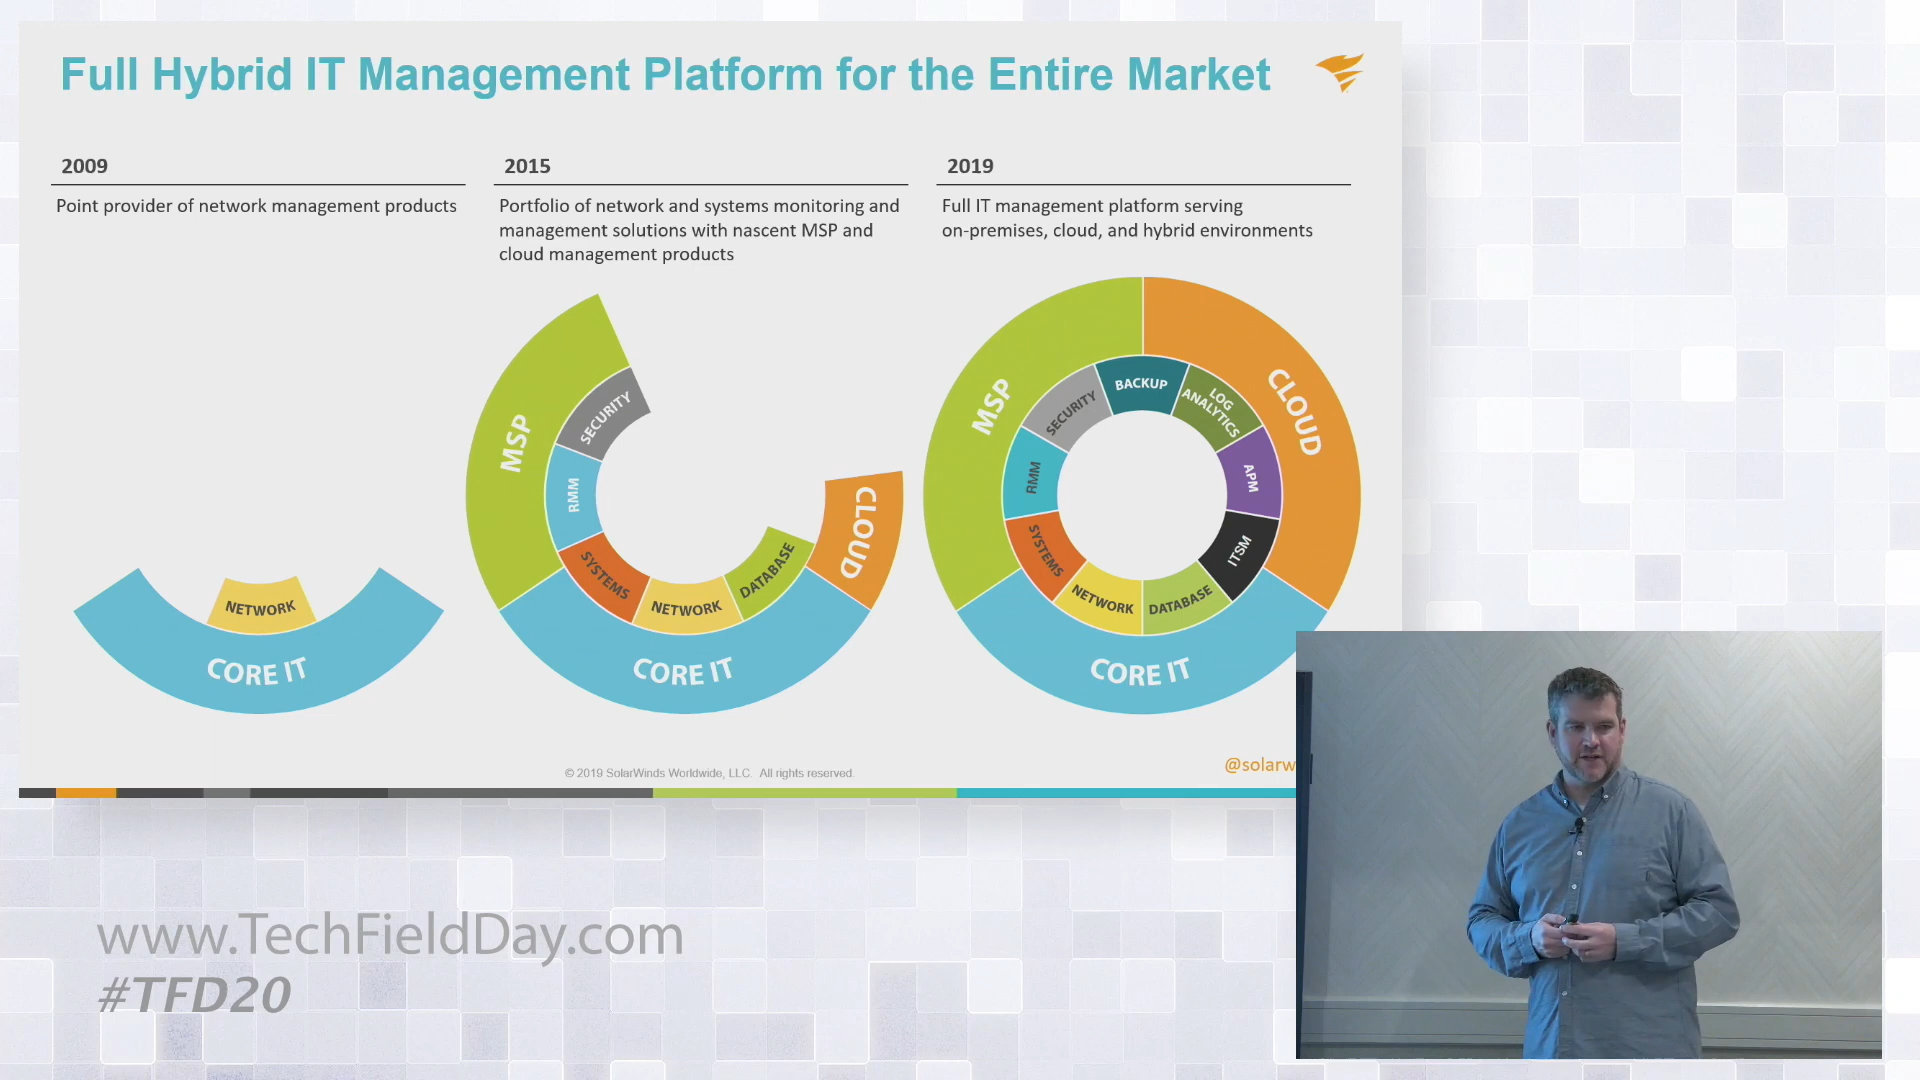 Full Hybrid IT Management Platform for the Entire Market
2009
Point provider of network management products
NETWORK
CORE IT
2015
Portfolio of network and systems monitoring and
management solutions with nascent MSP and
cloud management products
MSP
SECURITY
RMM
SYSTEMS
NETWORK
DATABASE
CLOUD
CORE IT
2019
Full IT management platform serving
on-premises, cloud, and hybrid environments
MSP
CLOUD
BACKUP
SECURITY
LOG
ANALYTICS
RMM
APM
SYSTEMS
ITSM
NETWORK
DATABASE
CORE IT
© 2019 SolarWinds Worldwide, LLC. All rights reserved.
@solarw
www.TechFieldDay.com
#TFD20